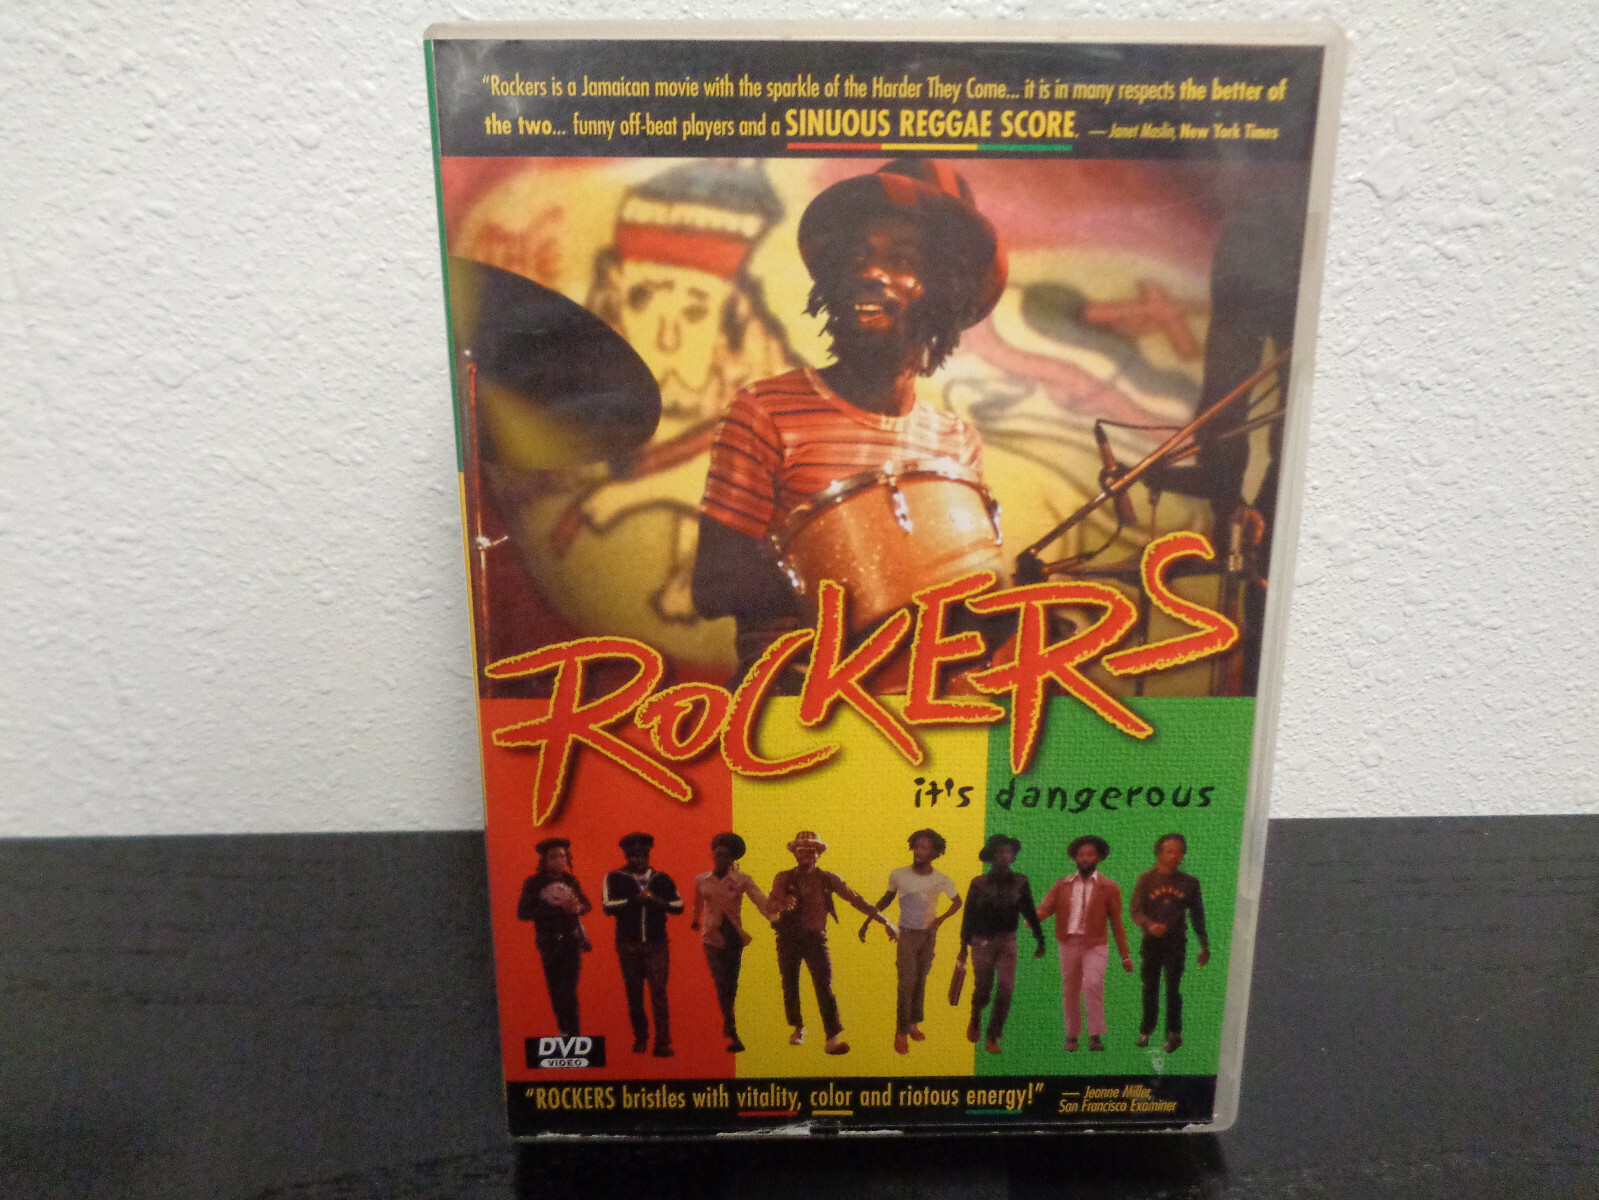 "Rockers is a Jamaican movie with the sparkle of the Harder They Come... it is in many respects the better of
the two... funny off-beat players and a SINUOUS REGGAE SCORE. — Janet Maslin, New York Times
ROCKERS
it's dangerous
DVD
VIDEO
"ROCKERS bristles with vitality, color and riotous energy!" — Jeanne Miller,
San Francisco Examiner